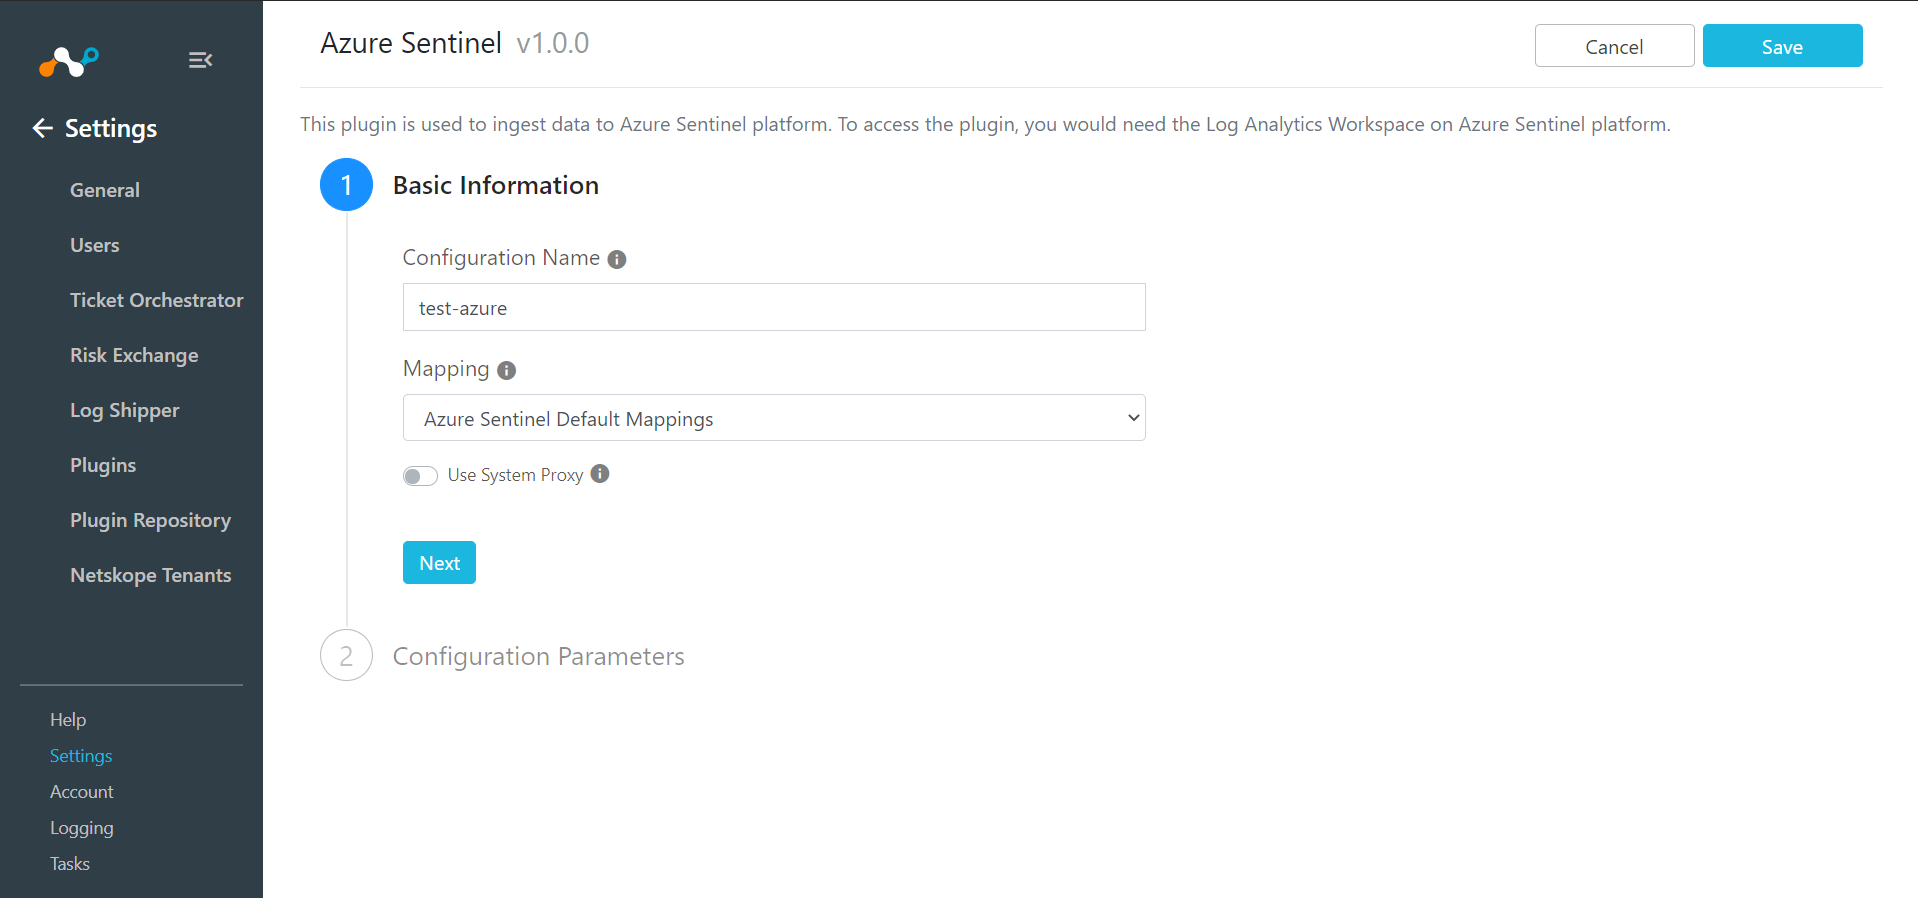 Settings
General
Users
Ticket Orchestrator
Risk Exchange
Log Shipper
Plugins
Plugin Repository
Netskope Tenants
Help
Settings
Account
Logging
Tasks
Azure Sentinel v1.0.0
Cancel
Save
This plugin is used to ingest data to Azure Sentinel platform. To access the plugin, you would need the Log Analytics Workspace on Azure Sentinel platform.
1 Basic Information
Configuration Name
test-azure
Mapping
Azure Sentinel Default Mappings
Use System Proxy
Next
2 Configuration Parameters